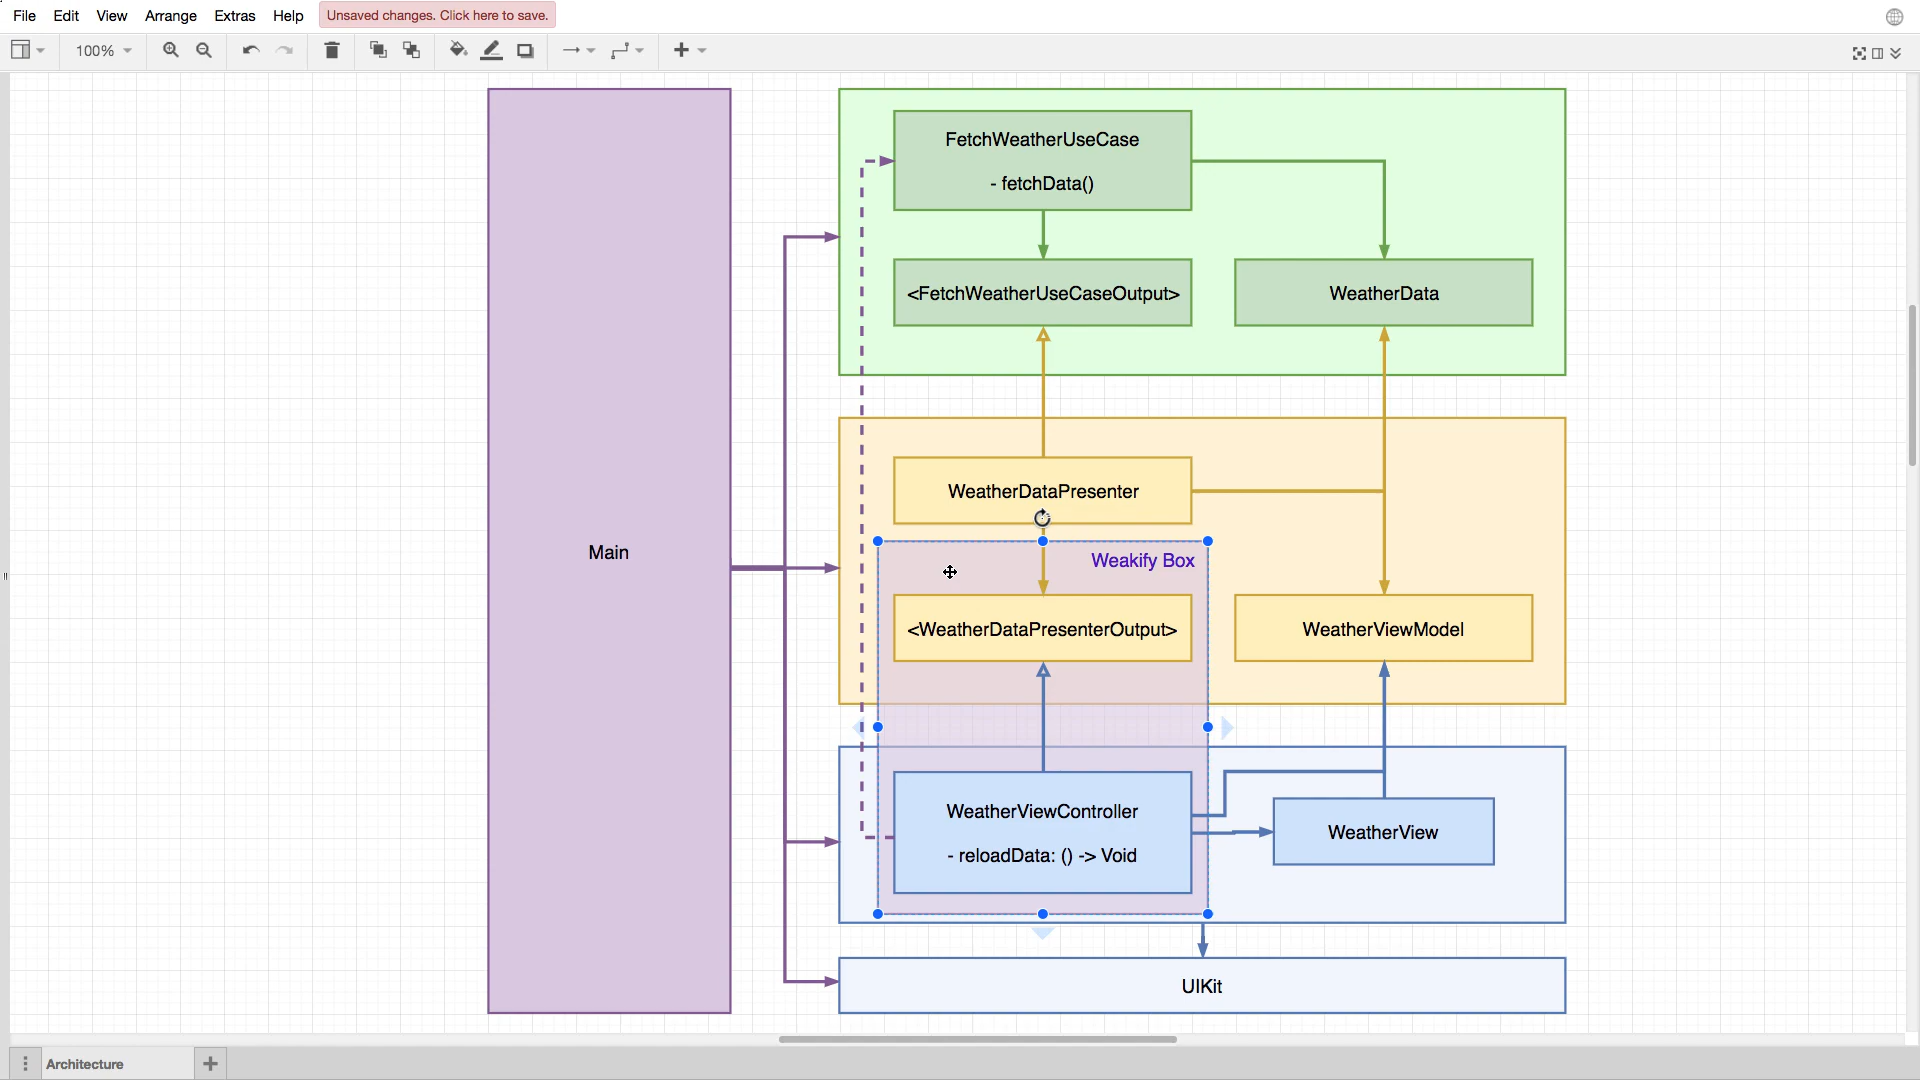 File Edit View Arrange Extras Help Unsaved changes. Click here to save.
100%
FetchWeatherUseCase
- fetchData()
<FetchWeatherUseCaseOutput>
WeatherData
WeatherDataPresenter
Main
Weakify Box
<WeatherDataPresenterOutput>
WeatherViewModel
WeatherViewController
- reloadData: () -> Void
WeatherView
UIKit
Architecture